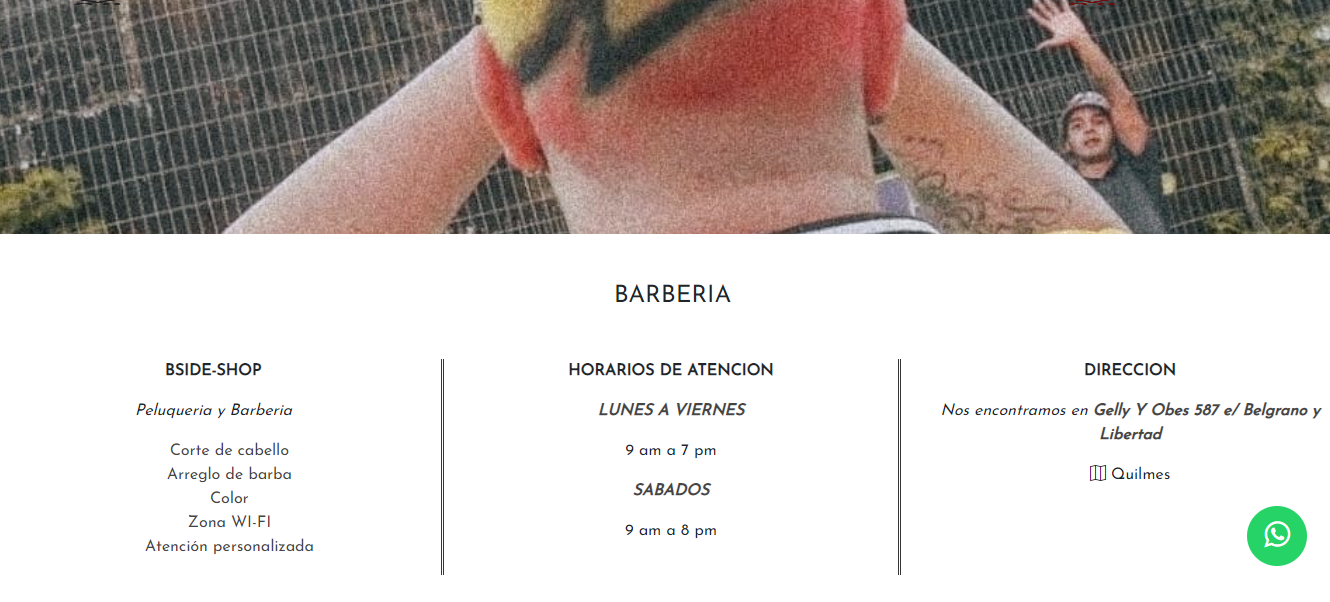 BARBERIA
BSIDE-SHOP
Peluqueria y Barberia
Corte de cabello
Arreglo de barba
Color
Zona WI-FI
Atención personalizada
HORARIOS DE ATENCION
LUNES A VIERNES
9 am a 7 pm
SABADOS
9 am a 8 pm
DIRECCION
Nos encontramos en Gelly Y Obes 587 e/ Belgrano y
Libertad
Quilmes